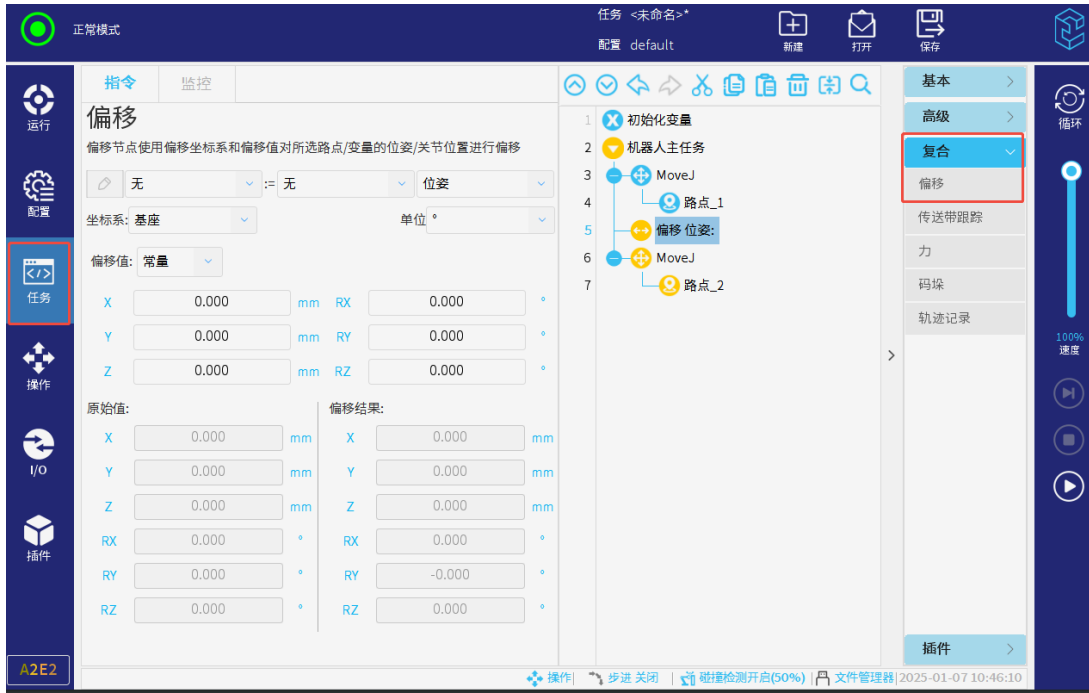 正常模式
任务 <未命名>*
配置 default
新建
打开
保存
运行
配置
任务
操作
I/O
插件
A2E2
指令
监控
偏移
偏移节点使用偏移坐标系和偏移值对所选路点/变量的位姿/关节位置进行偏移
无 := 无 位姿
坐标系: 基座 单位 °
偏移值: 常量
X 0.000 mm RX 0.000 °
Y 0.000 mm RY 0.000 °
Z 0.000 mm RZ 0.000 °
原始值: 偏移结果:
X 0.000 mm X 0.000 mm
Y 0.000 mm Y 0.000 mm
Z 0.000 mm Z 0.000 mm
RX 0.000 ° RX 0.000 °
RY 0.000 ° RY -0.000 °
RZ 0.000 ° RZ 0.000 °
1 初始化变量
2 机器人主任务
3 MoveJ
4 路点_1
5 偏移 位姿:
6 MoveJ
7 路点_2
基本
高级
复合
偏移
传送带跟踪
力
码垛
轨迹记录
插件
循环
100%
速度
操作 步进 关闭 碰撞检测开启(50%) 文件管理器 2025-01-07 10:46:10